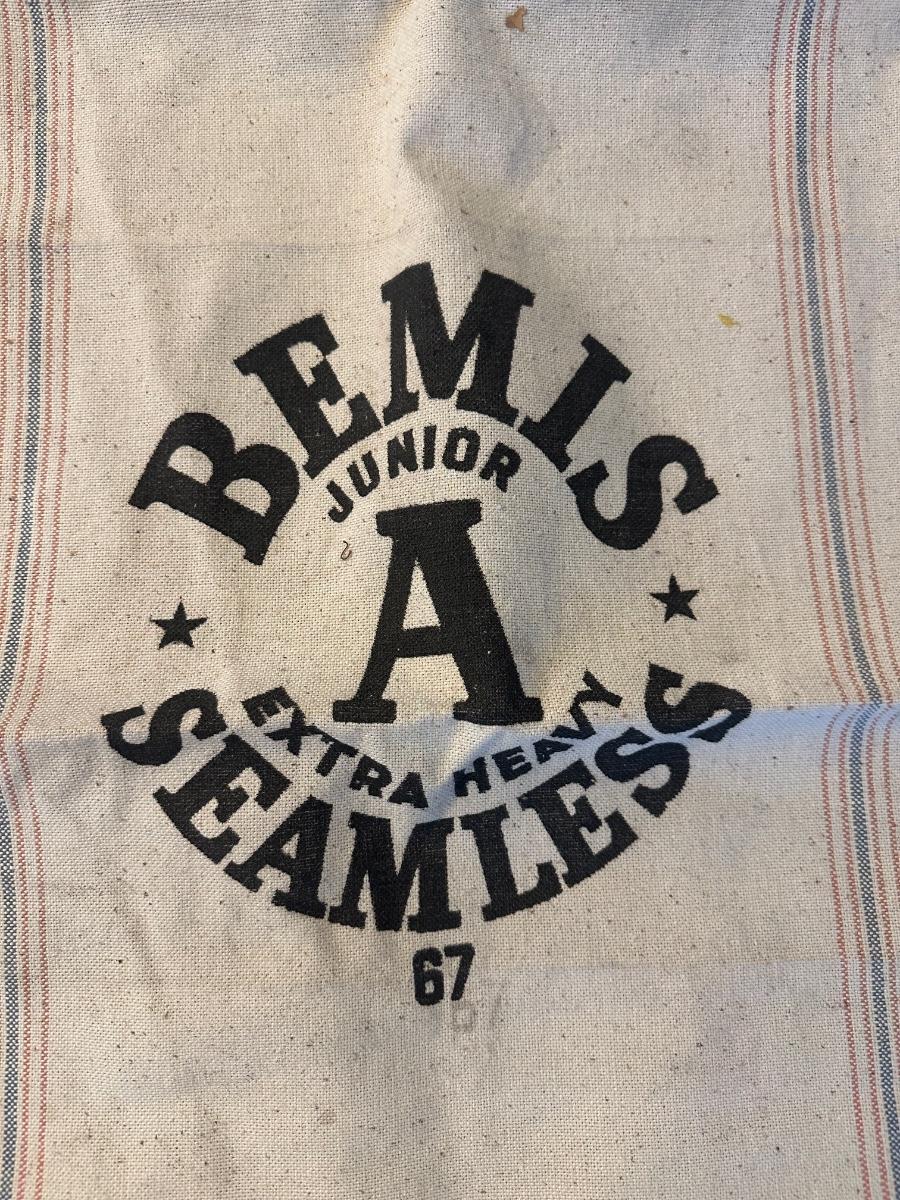 BEMIS
JUNIOR
A
EXTRA HEAVY
SEAMLESS
67